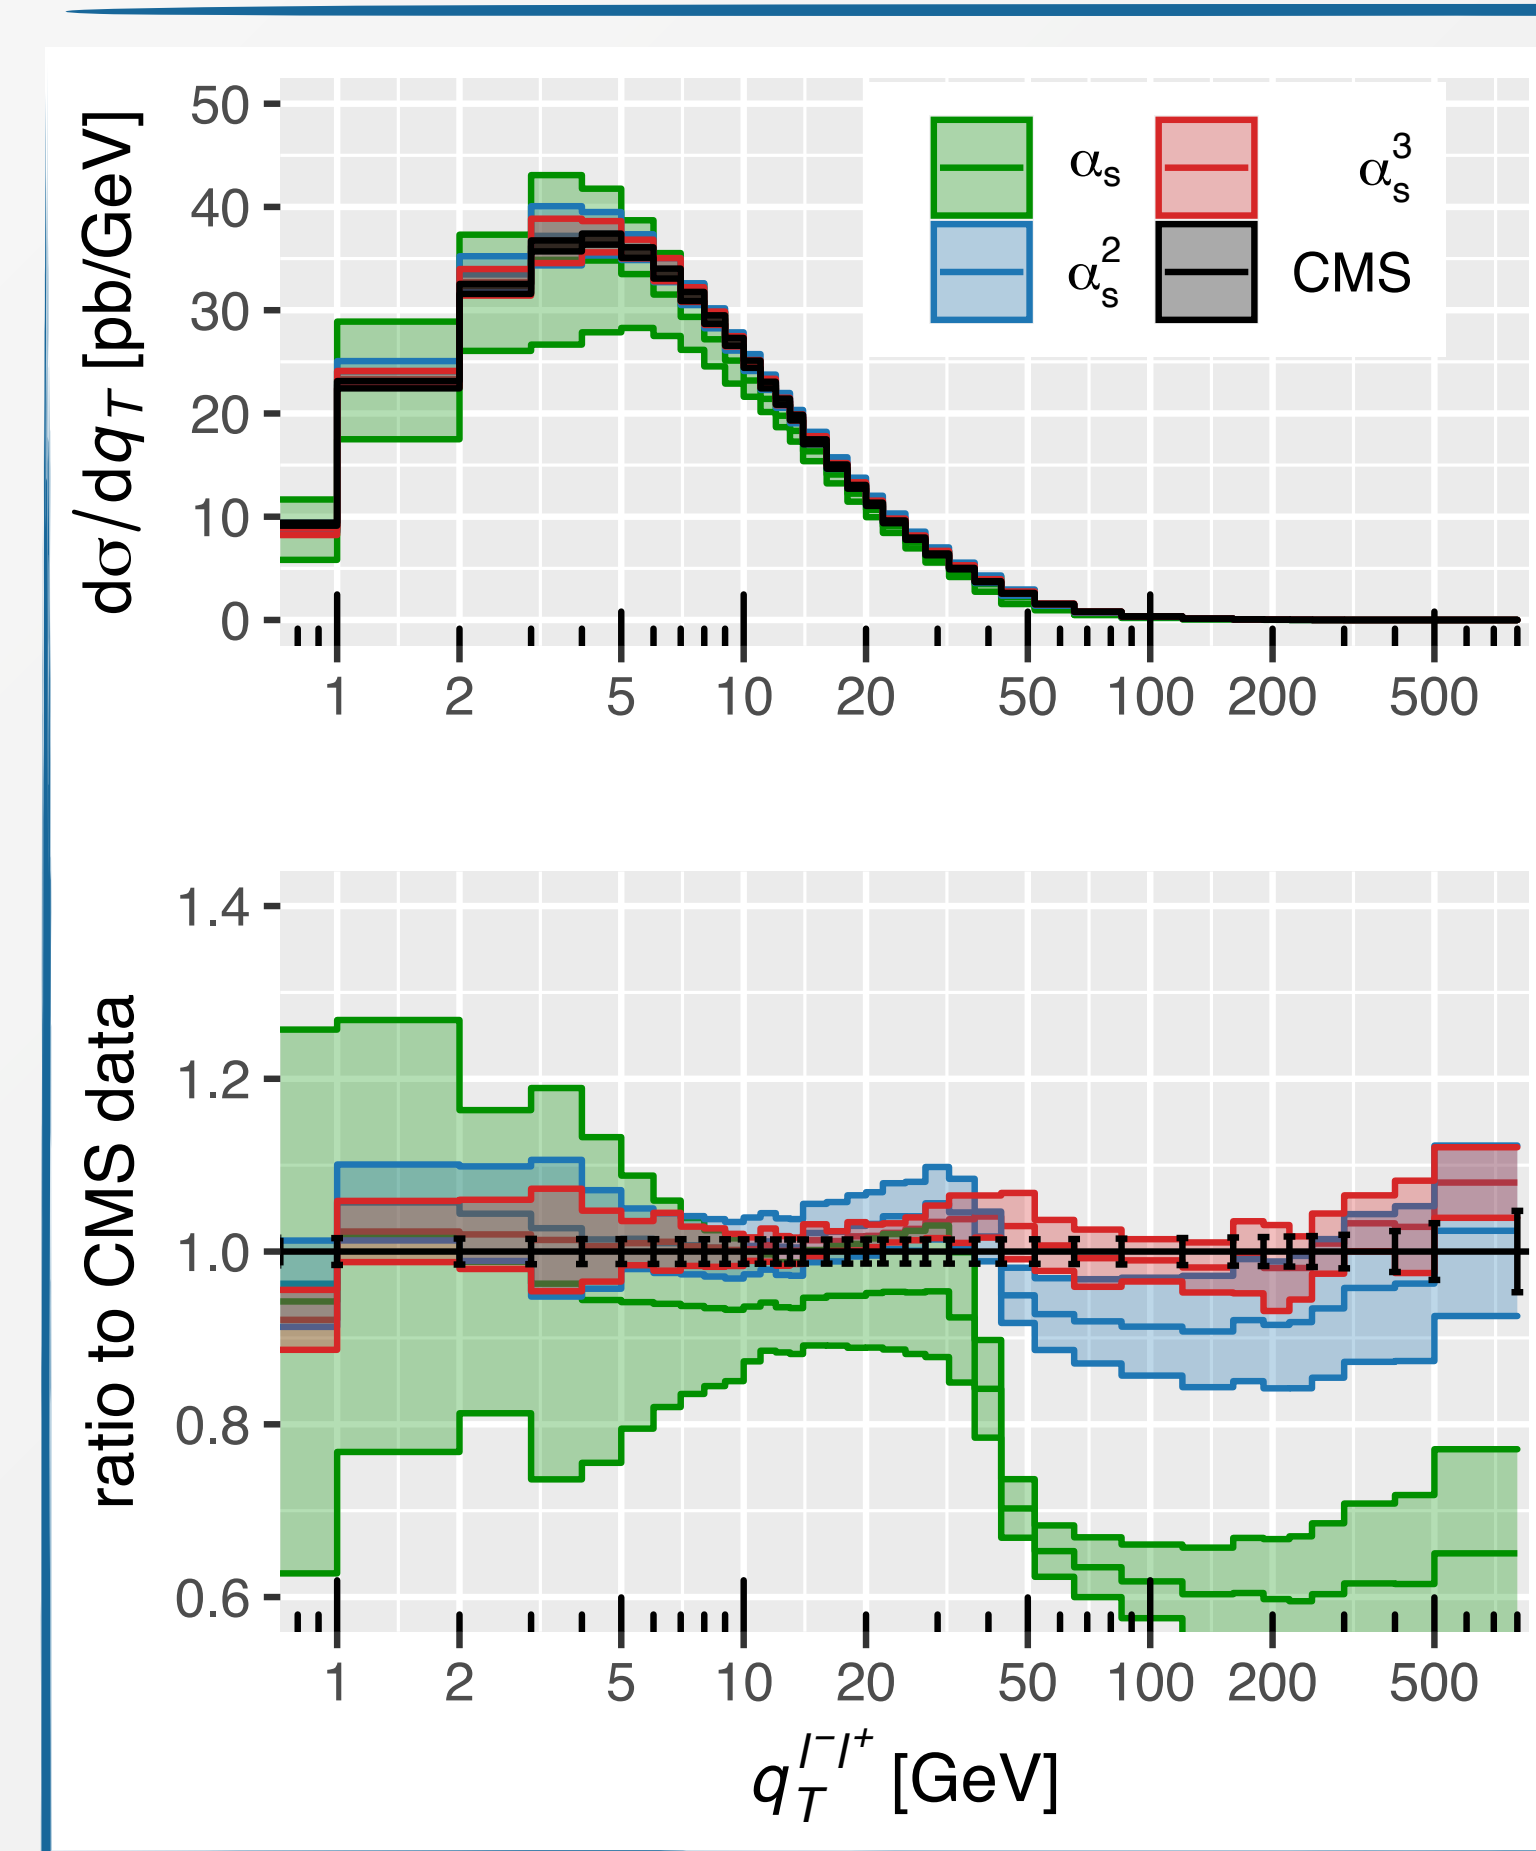 dσ/dq_T [pb/GeV]
50
40
30
20
10
0
α_s α_s^3
α_s^2 CMS
1 2 5 10 20 50 100 200 500
ratio to CMS data
1.4
1.2
1.0
0.8
0.6
1 2 5 10 20 50 100 200 500
q_T^{l^-l^+} [GeV]